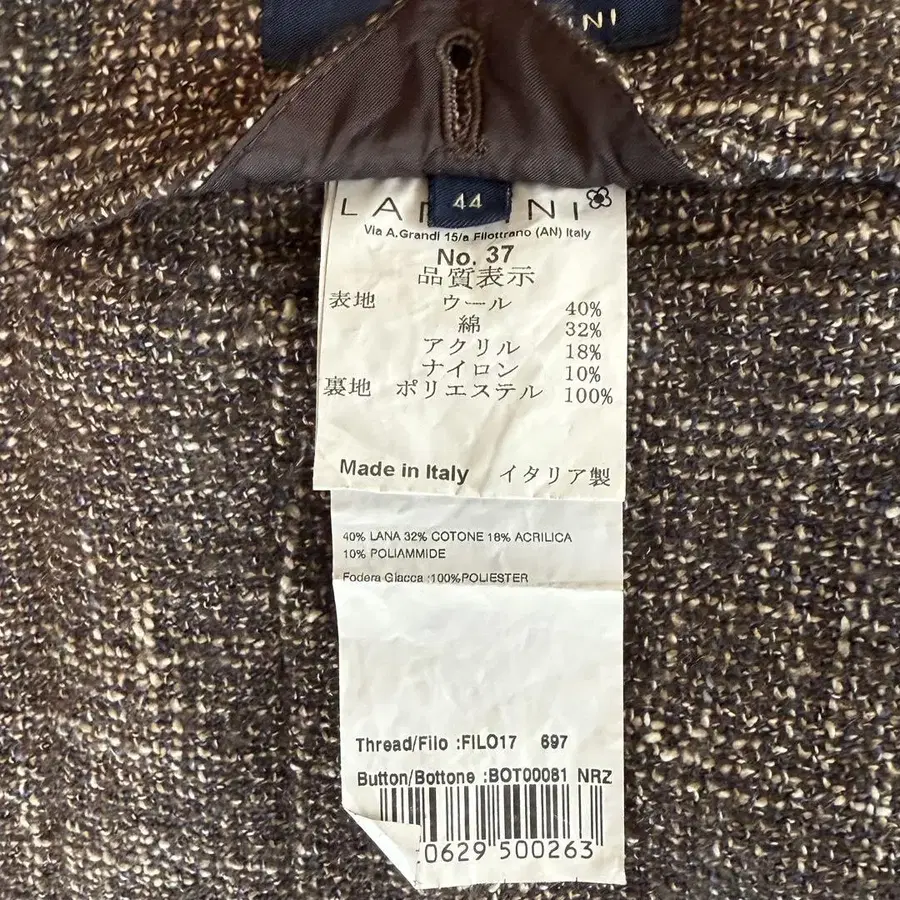 44
Via A.Grandi 15/a Filottrano (AN) Italy
No. 37
品質表示
表地 ウール 40%
綿 32%
アクリル 18%
ナイロン 10%
裏地 ポリエステル 100%
Made in Italy イタリア製
40% LANA 32% COTONE 18% ACRILICA
10% POLIAMMIDE
Fodera Giacca :100%POLIESTER
Thread/Filo :FILO17 697
Button/Bottone :BOT00081 NRZ
0629 500263